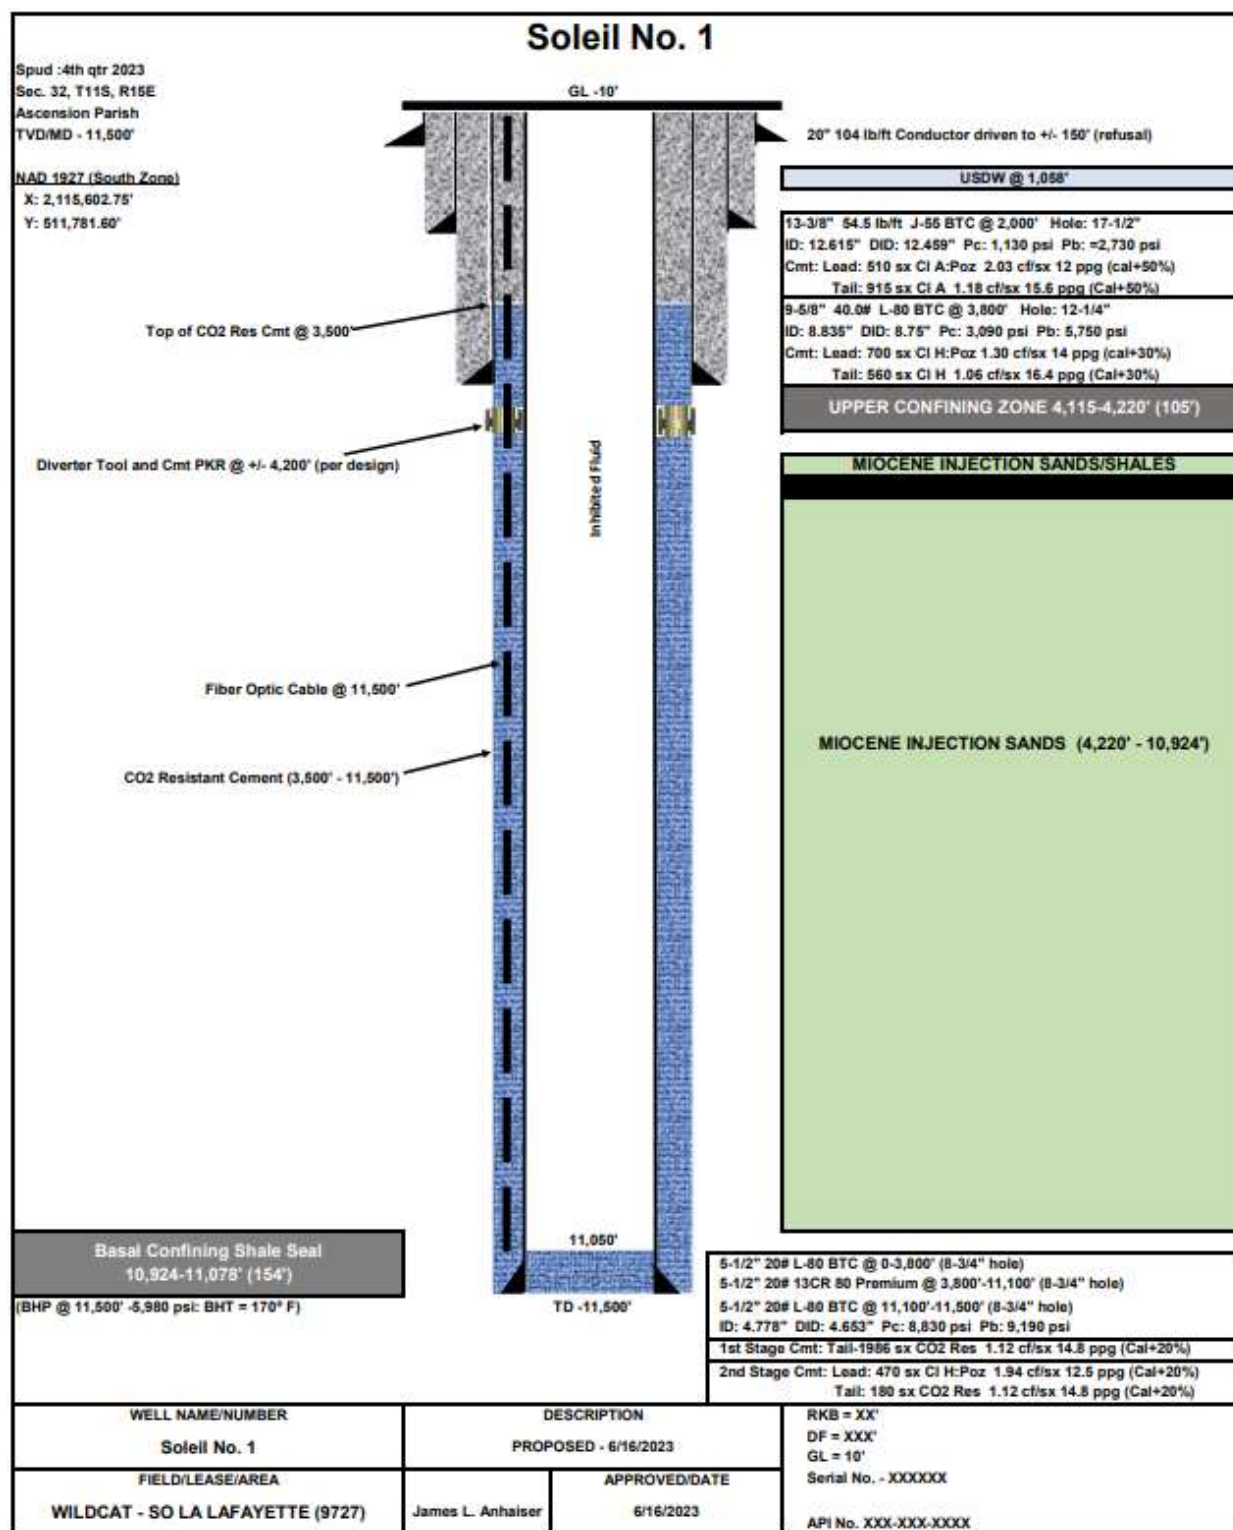 Soleil No. 1
Spud :4th qtr 2023
Sec. 32, T11S, R15E
Ascension Parish
TVD/MD - 11,500'
NAD 1927 (South Zone)
X: 2,115,602.75'
Y: 511,781.60'
GL -10'
20" 104 lb/ft Conductor driven to +/- 150' (refusal)
USDW @ 1,058'
13-3/8" 54.5 lb/ft J-55 BTC @ 2,000' Hole: 17-1/2"
ID: 12.615" DID: 12.459" Pc: 1,130 psi Pb: =2,730 psi
Cmt: Lead: 510 sx Cl A:Poz 2.03 cf/sx 12 ppg (cal+50%)
Tail: 915 sx Cl A 1.18 cf/sx 15.6 ppg (Cal+50%)
9-5/8" 40.0# L-80 BTC @ 3,800' Hole: 12-1/4"
ID: 8.835" DID: 8.75" Pc: 3,090 psi Pb: 5,750 psi
Cmt: Lead: 700 sx Cl H:Poz 1.30 cf/sx 14 ppg (cal+30%)
Tail: 560 sx Cl H 1.06 cf/sx 16.4 ppg (Cal+30%)
UPPER CONFINING ZONE 4,115-4,220' (105')
Top of CO2 Res Cmt @ 3,500'
Diverter Tool and Cmt PKR @ +/- 4,200' (per design)
Inhibited Fluid
MIOCENE INJECTION SANDS/SHALES
Fiber Optic Cable @ 11,500'
CO2 Resistant Cement (3,500' - 11,500')
MIOCENE INJECTION SANDS (4,220' - 10,924')
Basal Confining Shale Seal
10,924-11,078' (154')
(BHP @ 11,500' -5,980 psi: BHT = 170° F)
11,050'
TD -11,500'
5-1/2" 20# L-80 BTC @ 0-3,800' (8-3/4" hole)
5-1/2" 20# 13CR 80 Premium @ 3,800'-11,100' (8-3/4" hole)
5-1/2" 20# L-80 BTC @ 11,100'-11,500' (8-3/4" hole)
ID: 4.778" DID: 4.653" Pc: 8,830 psi Pb: 9,190 psi
1st Stage Cmt: Tail-1986 sx CO2 Res 1.12 cf/sx 14.8 ppg (Cal+20%)
2nd Stage Cmt: Lead: 470 sx Cl H:Poz 1.94 cf/sx 12.5 ppg (Cal+20%)
Tail: 180 sx CO2 Res 1.12 cf/sx 14.8 ppg (Cal+20%)
WELL NAME/NUMBER
Soleil No. 1
DESCRIPTION
PROPOSED - 6/16/2023
FIELD/LEASE/AREA
WILDCAT - SO LA LAFAYETTE (9727)
James L. Anhaiser
APPROVED/DATE
6/16/2023
RKB = XX'
DF = XXX'
GL = 10'
Serial No. - XXXXXX
API No. XXX-XXX-XXXX